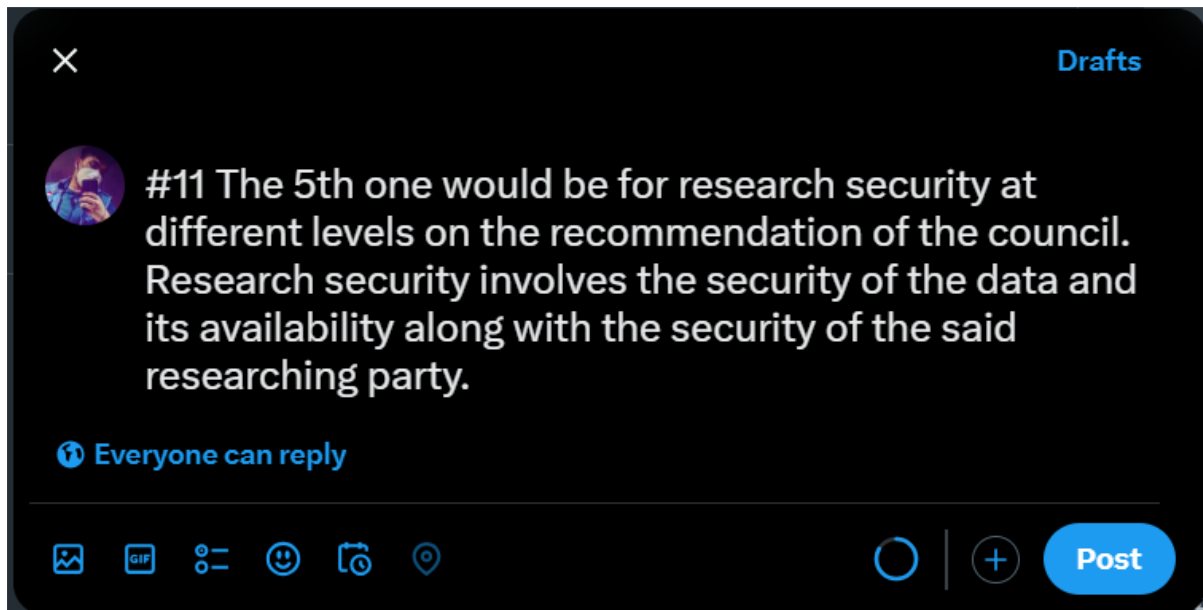 Drafts
#11 The 5th one would be for research security at
different levels on the recommendation of the council.
Research security involves the security of the data and
its availability along with the security of the said
researching party.
Everyone can reply
GIF
Post